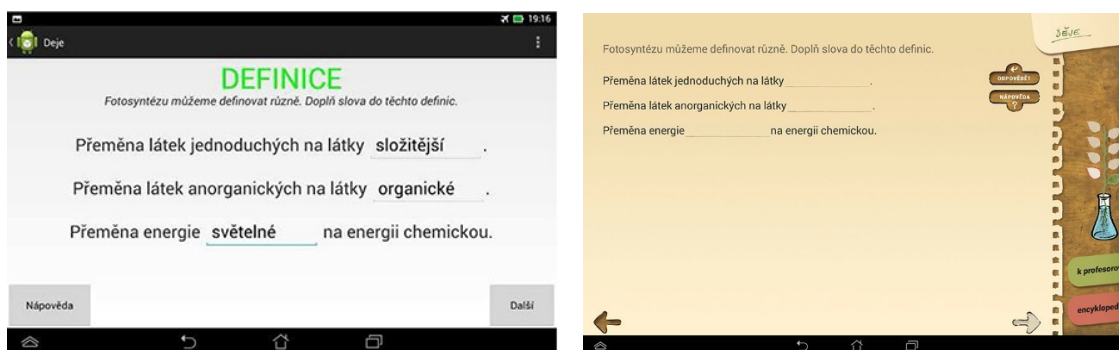 19:16
Deje
DEFINICE
Fotosyntézu můžeme definovat různě. Doplň slova do těchto definic.
Přeměna látek jednoduchých na látky složitější .
Přeměna látek anorganických na látky organické .
Přeměna energie světelné na energii chemickou.
Nápověda
Další
DĚJE
Fotosyntézu můžeme definovat různě. Doplň slova do těchto definic.
Přeměna látek jednoduchých na látky .
Přeměna látek anorganických na látky .
Přeměna energie na energii chemickou.
ODPOVĚDĚT
NÁPOVĚDA
?
k profesorov
encykloped